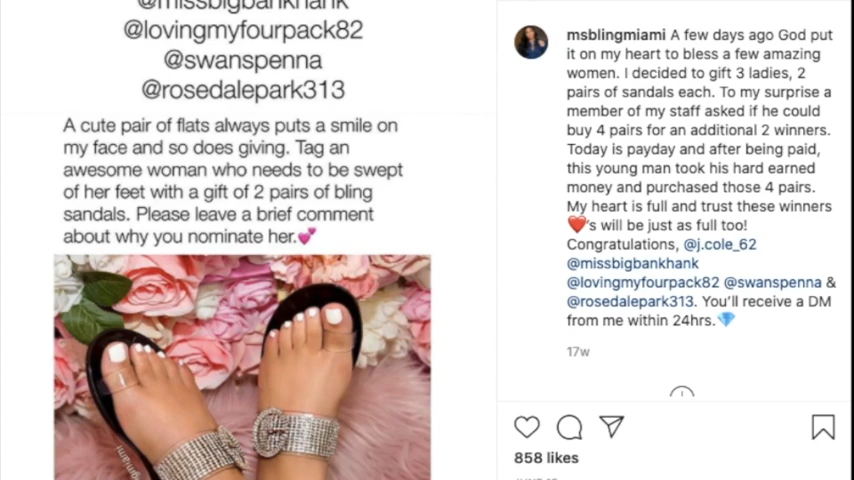 @missbigbankhank
@lovingmyfourpack82
@swanspenna
@rosedalepark313
A cute pair of flats always puts a smile on
my face and so does giving. Tag an
awesome woman who needs to be swept
of her feet with a gift of 2 pairs of bling
sandals. Please leave a brief comment
about why you nominate her.💕
msblingmiami A few days ago God put
it on my heart to bless a few amazing
women. I decided to gift 3 ladies, 2
pairs of sandals each. To my surprise a
member of my staff asked if he could
buy 4 pairs for an additional 2 winners.
Today is payday and after being paid,
this young man took his hard earned
money and purchased those 4 pairs.
My heart is full and trust these winners
❤️'s will be just as full too!
Congratulations, @j.cole_62
@missbigbankhank
@lovingmyfourpack82 @swanspenna &
@rosedalepark313. You'll receive a DM
from me within 24hrs.💎
17w
858 likes